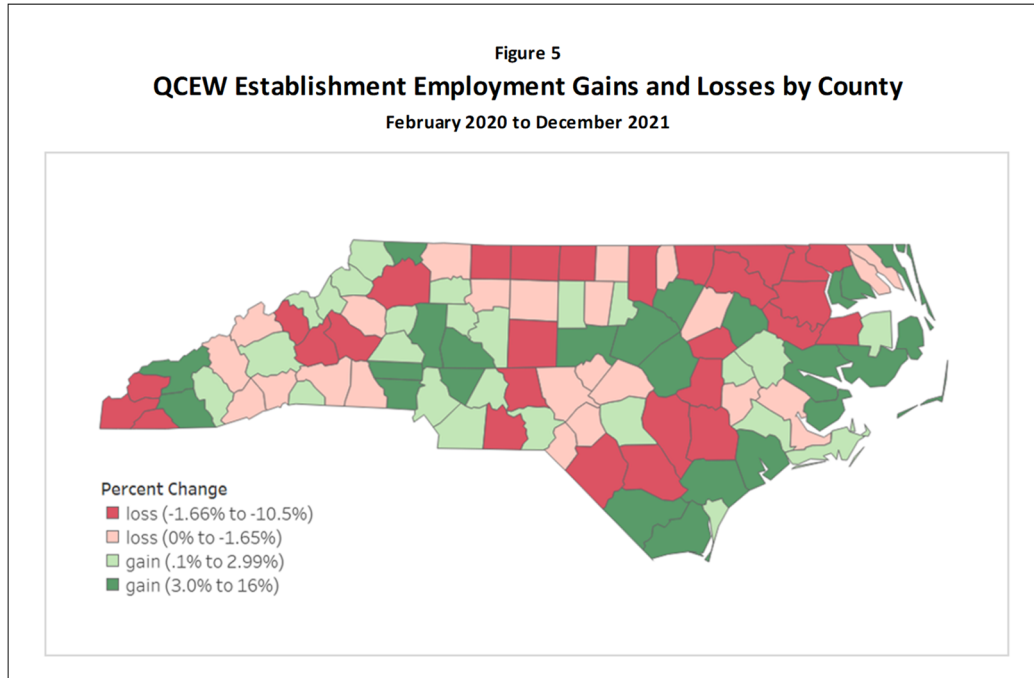 Figure 5
QCEW Establishment Employment Gains and Losses by County
February 2020 to December 2021
Percent Change
loss (-1.66% to -10.5%)
loss (0% to -1.65%)
gain (.1% to 2.99%)
gain (3.0% to 16%)